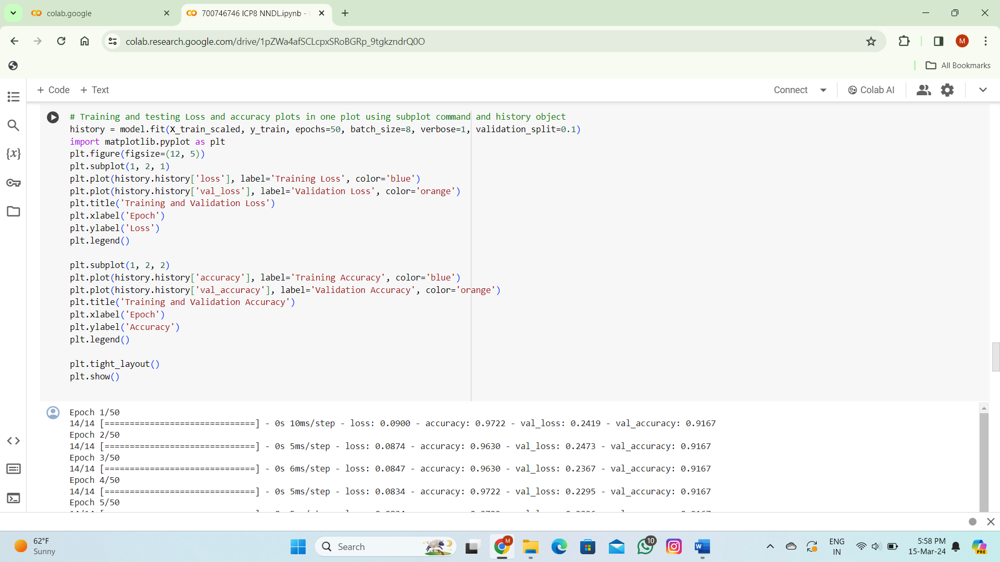 colab.google
700746746 ICP8 NNDL.ipynb -
colab.research.google.com/drive/1pZWa4afSCLcpxSRoBGRp_9tgkzndrQ0O
M
All Bookmarks
+ Code + Text
Connect
Colab AI
# Training and testing Loss and accuracy plots in one plot using subplot command and history object
history = model.fit(X_train_scaled, y_train, epochs=50, batch_size=8, verbose=1, validation_split=0.1)
import matplotlib.pyplot as plt
plt.figure(figsize=(12, 5))
plt.subplot(1, 2, 1)
plt.plot(history.history['loss'], label='Training Loss', color='blue')
plt.plot(history.history['val_loss'], label='Validation Loss', color='orange')
plt.title('Training and Validation Loss')
plt.xlabel('Epoch')
plt.ylabel('Loss')
plt.legend()
plt.subplot(1, 2, 2)
plt.plot(history.history['accuracy'], label='Training Accuracy', color='blue')
plt.plot(history.history['val_accuracy'], label='Validation Accuracy', color='orange')
plt.title('Training and Validation Accuracy')
plt.xlabel('Epoch')
plt.ylabel('Accuracy')
plt.legend()
plt.tight_layout()
plt.show()
Epoch 1/50
14/14 [==============================] - 0s 10ms/step - loss: 0.0900 - accuracy: 0.9722 - val_loss: 0.2419 - val_accuracy: 0.9167
Epoch 2/50
14/14 [==============================] - 0s 5ms/step - loss: 0.0874 - accuracy: 0.9630 - val_loss: 0.2473 - val_accuracy: 0.9167
Epoch 3/50
14/14 [==============================] - 0s 6ms/step - loss: 0.0847 - accuracy: 0.9630 - val_loss: 0.2367 - val_accuracy: 0.9167
Epoch 4/50
14/14 [==============================] - 0s 5ms/step - loss: 0.0834 - accuracy: 0.9722 - val_loss: 0.2295 - val_accuracy: 0.9167
Epoch 5/50
62°F
Sunny
Search
M
10
W
ENG
IN
5:58 PM
15-Mar-24
PRE